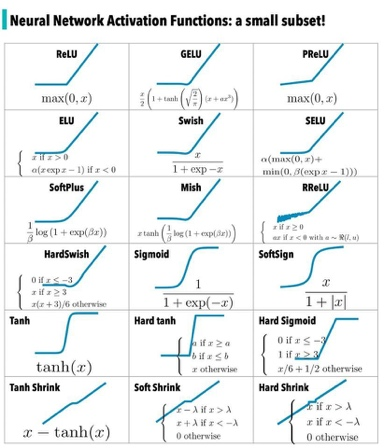 Neural Network Activation Functions: a small subset!
ReLU
GELU
PReLU
max(0, x)
x/2 (1 + tanh(√(2/π) (x + ax³)))
max(0, x)
ELU
Swish
SELU
x if x > 0
α(x exp x − 1) if x < 0
x / (1 + exp −x)
α(max(0, x)+
min(0, β(exp x − 1)))
SoftPlus
Mish
RReLU
1/β log (1 + exp(βx))
x tanh (1/β log (1 + exp(βx)))
x if x ≥ 0
ax if x < 0 with a ~ ℜ(l, u)
HardSwish
Sigmoid
SoftSign
0 if x ≤ −3
x if x ≥ 3
x(x + 3)/6 otherwise
1 / (1 + exp(−x))
x / (1 + |x|)
Tanh
Hard tanh
Hard Sigmoid
tanh(x)
a if x ≥ a
b if x ≤ b
x otherwise
0 if x ≤ −3
1 if x ≥ 3
x/6 + 1/2 otherwise
Tanh Shrink
Soft Shrink
Hard Shrink
x − tanh(x)
x − λ if x > λ
x + λ if x < −λ
0 otherwise
x if x > λ
x if x < −λ
0 otherwise